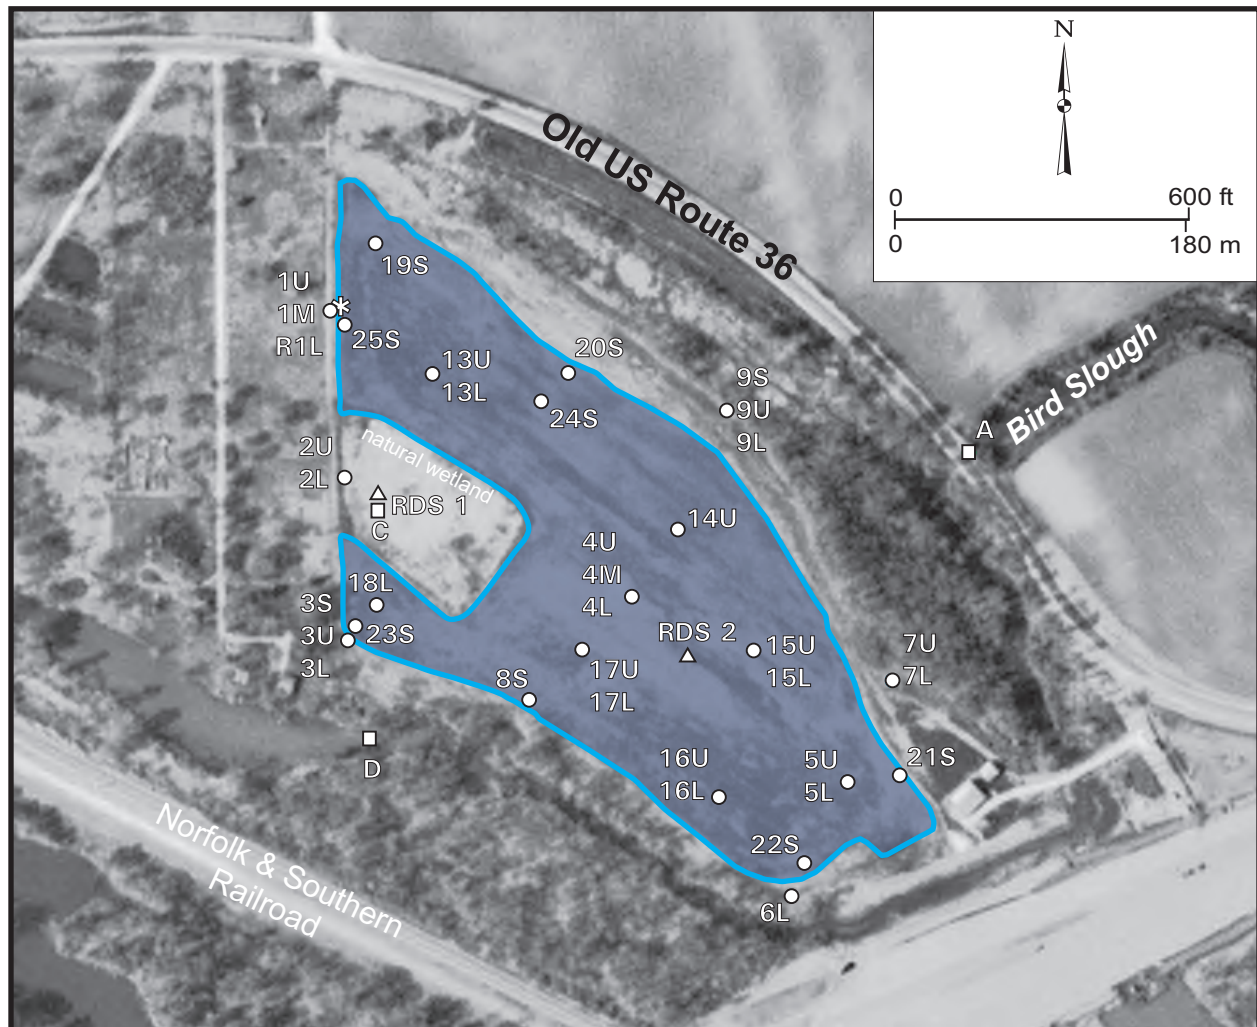 N
0 600 ft
0 180 m
Old US Route 36
Bird Slough
A
19S
1U
1M
R1L
25S
13U
13L
20S
24S
9S
9U
9L
natural wetland
2U
2L
RDS 1
C
14U
4U
4M
4L
18L
3S
3U
3L
23S
RDS 2
15U
15L
17U
17L
7U
7L
8S
D
16U
16L
5U
5L
21S
22S
6L
Norfolk & Southern
Railroad